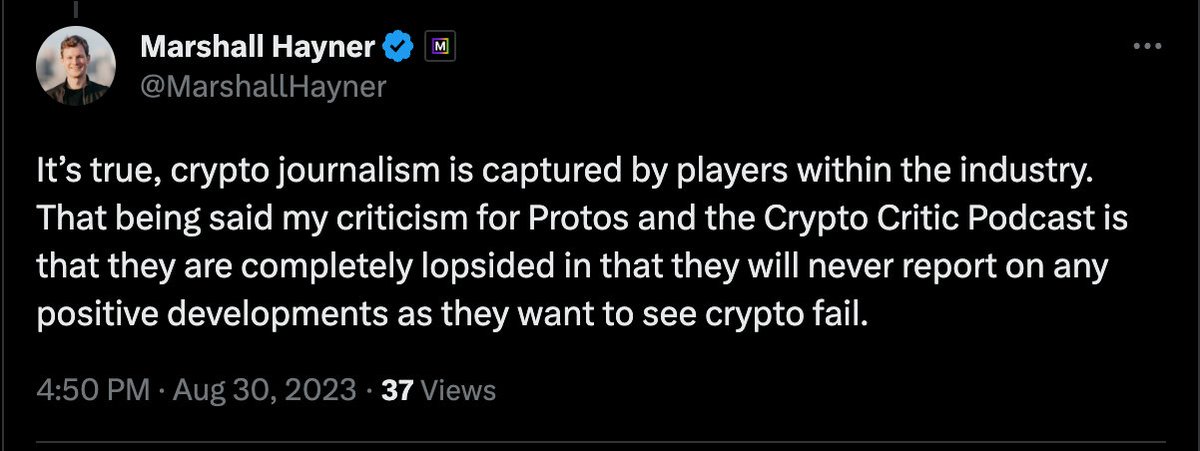 Marshall Hayner M
@MarshallHayner
It’s true, crypto journalism is captured by players within the industry.
That being said my criticism for Protos and the Crypto Critic Podcast is
that they are completely lopsided in that they will never report on any
positive developments as they want to see crypto fail.
4:50 PM · Aug 30, 2023 · 37 Views